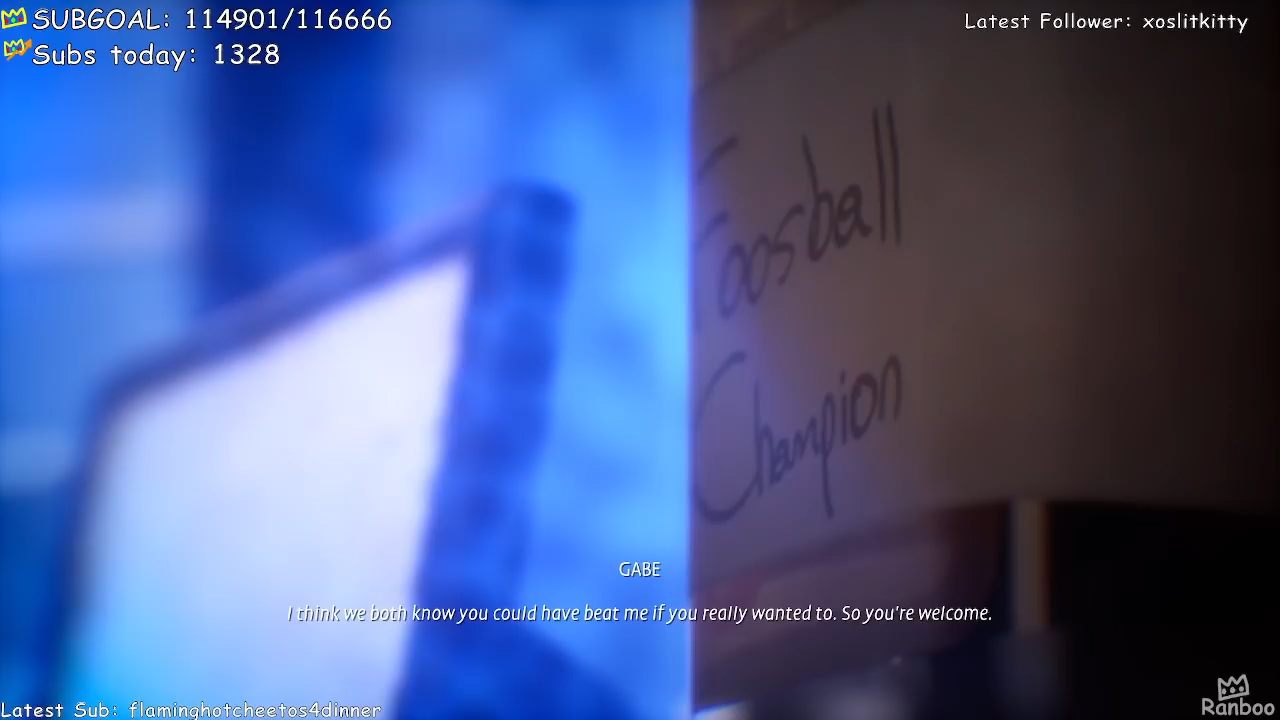 SUBGOAL: 114901/116666
Subs today: 1328
Latest Follower: xoslitkitty
Foosball
Champion
GABE
I think we both know you could have beat me if you really wanted to. So you're welcome.
Latest Sub: flaminghotcheetos4dinner
Ranboo